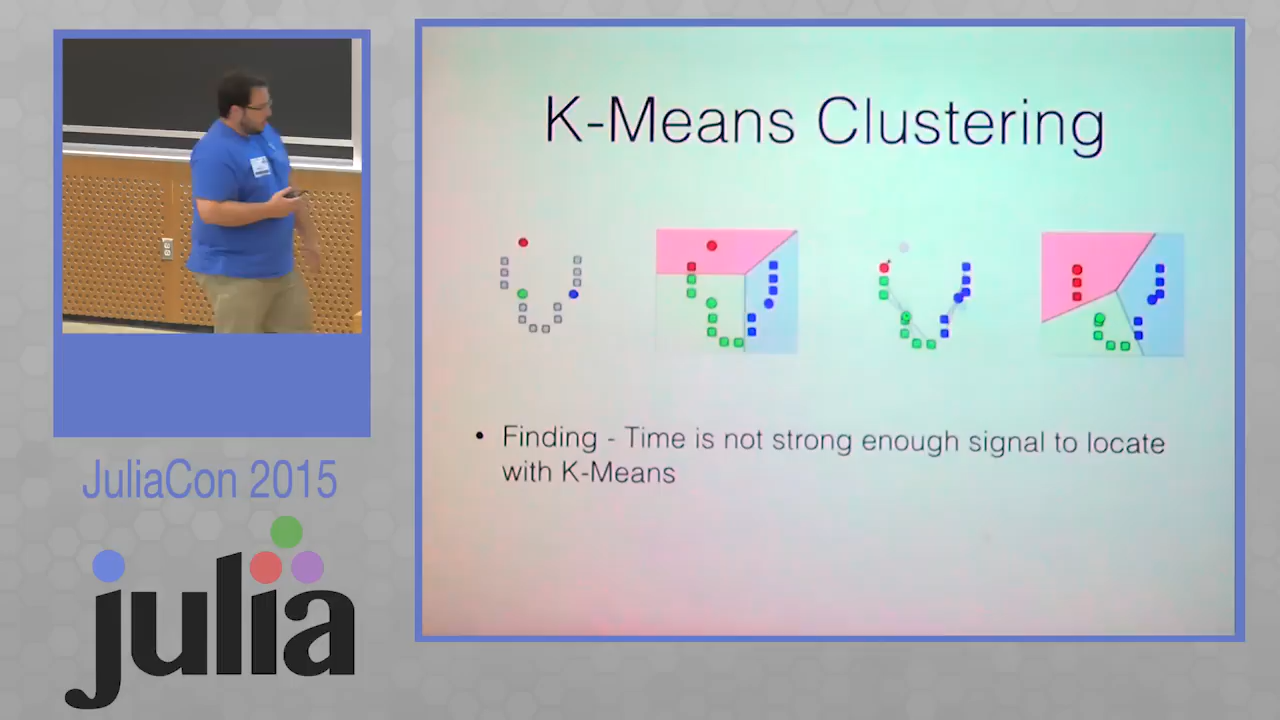 K-Means Clustering
• Finding - Time is not strong enough signal to locate
with K-Means
JuliaCon 2015
julia